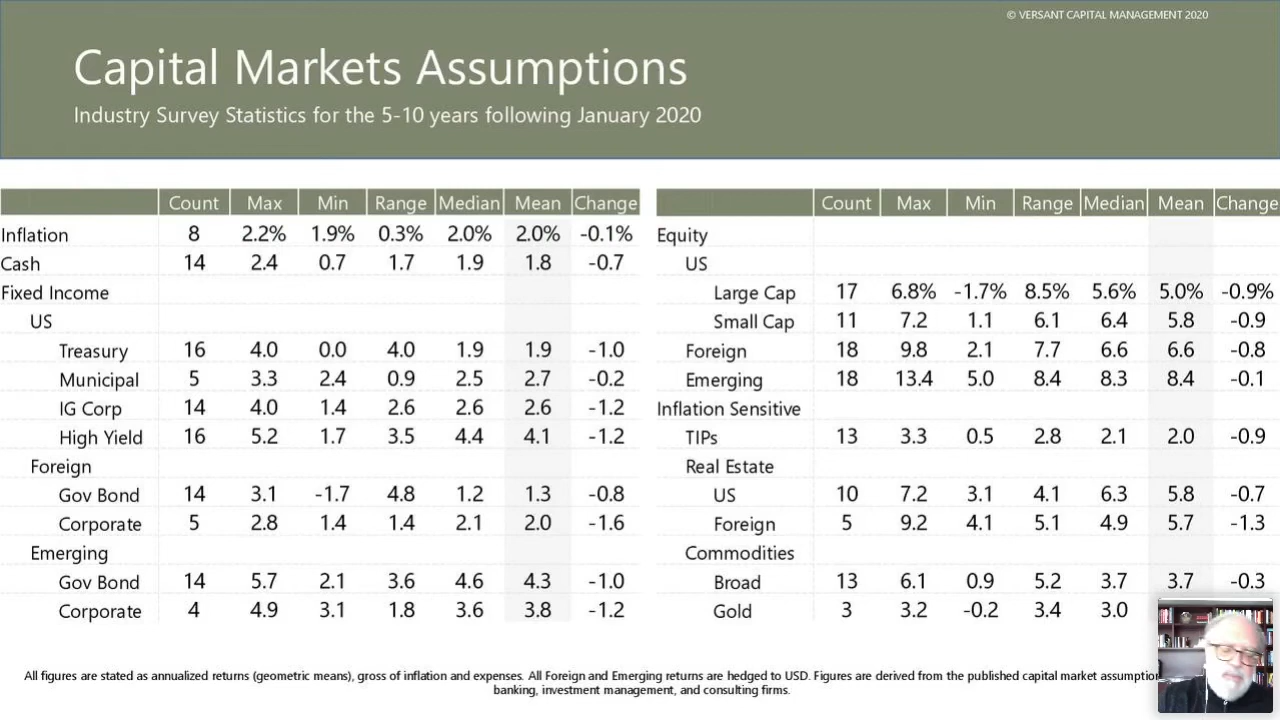 © VERSANT CAPITAL MANAGEMENT 2020
Capital Markets Assumptions
Industry Survey Statistics for the 5-10 years following January 2020
Count Max Min Range Median Mean Change
Inflation 8 2.2% 1.9% 0.3% 2.0% 2.0% -0.1%
Cash 14 2.4 0.7 1.7 1.9 1.8 -0.7
Fixed Income
US
Treasury 16 4.0 0.0 4.0 1.9 1.9 -1.0
Municipal 5 3.3 2.4 0.9 2.5 2.7 -0.2
IG Corp 14 4.0 1.4 2.6 2.6 2.6 -1.2
High Yield 16 5.2 1.7 3.5 4.4 4.1 -1.2
Foreign
Gov Bond 14 3.1 -1.7 4.8 1.2 1.3 -0.8
Corporate 5 2.8 1.4 1.4 2.1 2.0 -1.6
Emerging
Gov Bond 14 5.7 2.1 3.6 4.6 4.3 -1.0
Corporate 4 4.9 3.1 1.8 3.6 3.8 -1.2
Count Max Min Range Median Mean Change
Equity
US
Large Cap 17 6.8% -1.7% 8.5% 5.6% 5.0% -0.9%
Small Cap 11 7.2 1.1 6.1 6.4 5.8 -0.9
Foreign 18 9.8 2.1 7.7 6.6 6.6 -0.8
Emerging 18 13.4 5.0 8.4 8.3 8.4 -0.1
Inflation Sensitive
TIPs 13 3.3 0.5 2.8 2.1 2.0 -0.9
Real Estate
US 10 7.2 3.1 4.1 6.3 5.8 -0.7
Foreign 5 9.2 4.1 5.1 4.9 5.7 -1.3
Commodities
Broad 13 6.1 0.9 5.2 3.7 3.7 -0.3
Gold 3 3.2 -0.2 3.4 3.0
All figures are stated as annualized returns (geometric means), gross of inflation and expenses. All Foreign and Emerging returns are hedged to USD. Figures are derived from the published capital market assumption
banking, investment management, and consulting firms.